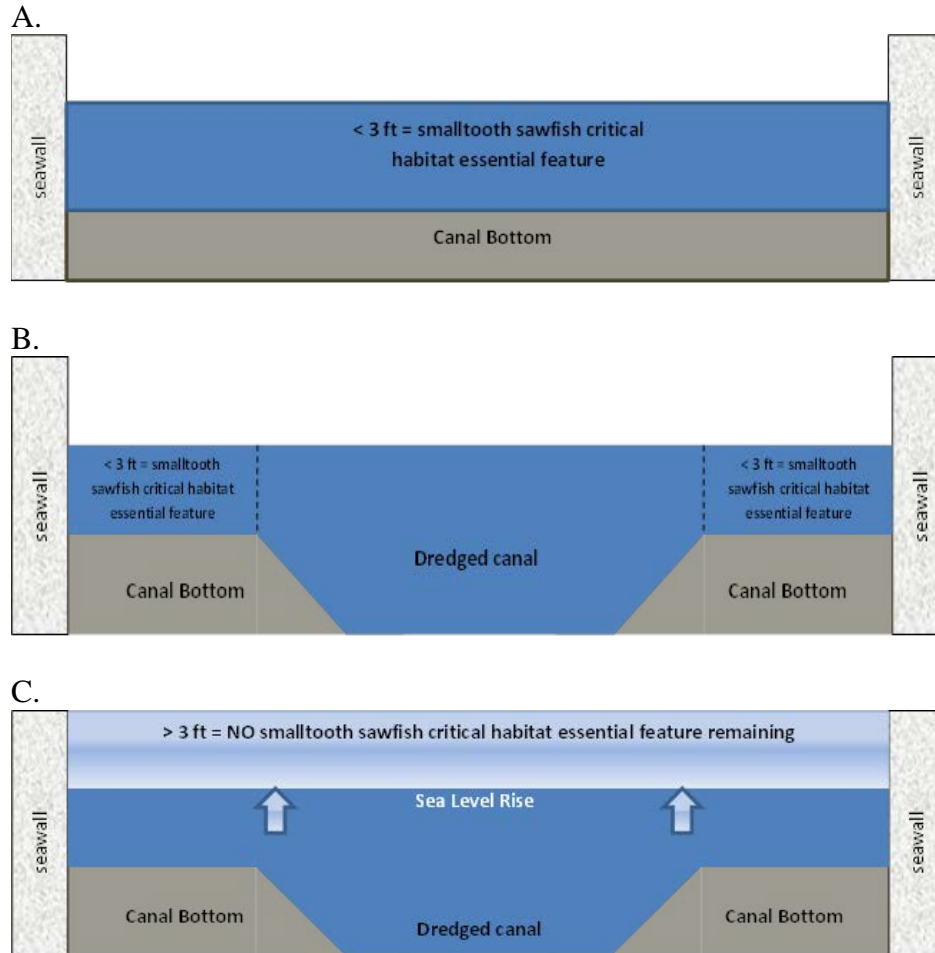 A.
seawall
< 3 ft = smalltooth sawfish critical
habitat essential feature
Canal Bottom
seawall
B.
seawall
< 3 ft = smalltooth
sawfish critical habitat
essential feature
Canal Bottom
Dredged canal
< 3 ft = smalltooth
sawfish critical habitat
essential feature
Canal Bottom
seawall
C.
seawall
> 3 ft = NO smalltooth sawfish critical habitat essential feature remaining
Sea Level Rise
Canal Bottom
Dredged canal
Canal Bottom
seawall